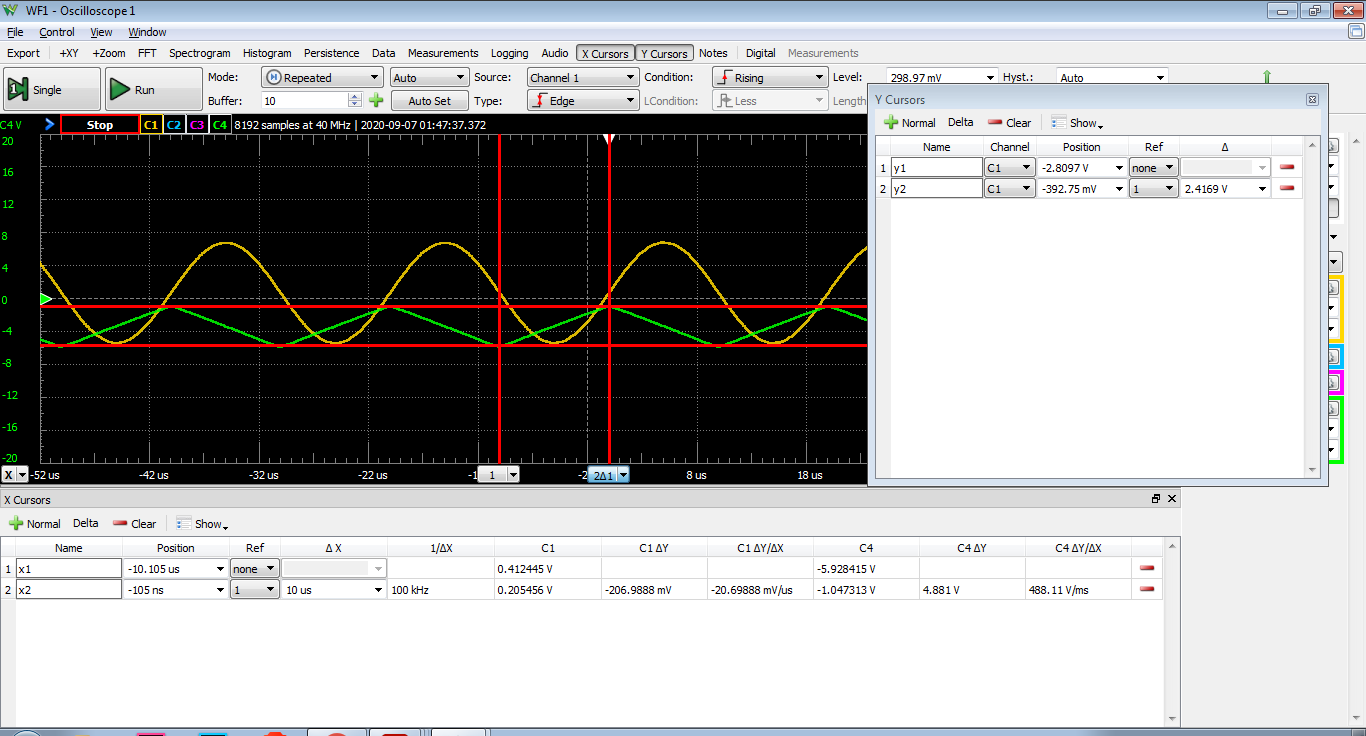 WF1 - Oscilloscope 1
File Control View Window
Export +XY +Zoom FFT Spectrogram Histogram Persistence Data Measurements Logging Audio X Cursors Y Cursors Notes Digital Measurements
Single Run Mode: Repeated Auto Source: Channel 1 Condition: Rising Level: 298.97 mV Hyst.: Auto
Buffer: 10 Auto Set Type: Edge LCondition: Less Length
C4 V Stop C1 C2 C3 C4 8192 samples at 40 MHz | 2020-09-07 01:47:37.372
20
16
12
8
4
0
-4
-8
-12
-16
-20
X -52 us -42 us -32 us -22 us -1 1 -2 2Δ1 8 us 18 us
Y Cursors
Normal Delta Clear Show
Name Channel Position Ref Δ
1 y1 C1 -2.8097 V none
2 y2 C1 -392.75 mV 1 2.4169 V
X Cursors
Normal Delta Clear Show
Name Position Ref Δ X 1/ΔX C1 C1 ΔY C1 ΔY/ΔX C4 C4 ΔY C4 ΔY/ΔX
1 x1 -10.105 us none 0.412445 V -5.928415 V
2 x2 -105 ns 1 10 us 100 kHz 0.205456 V -206.9888 mV -20.69888 mV/us -1.047313 V 4.881 V 488.11 V/ms